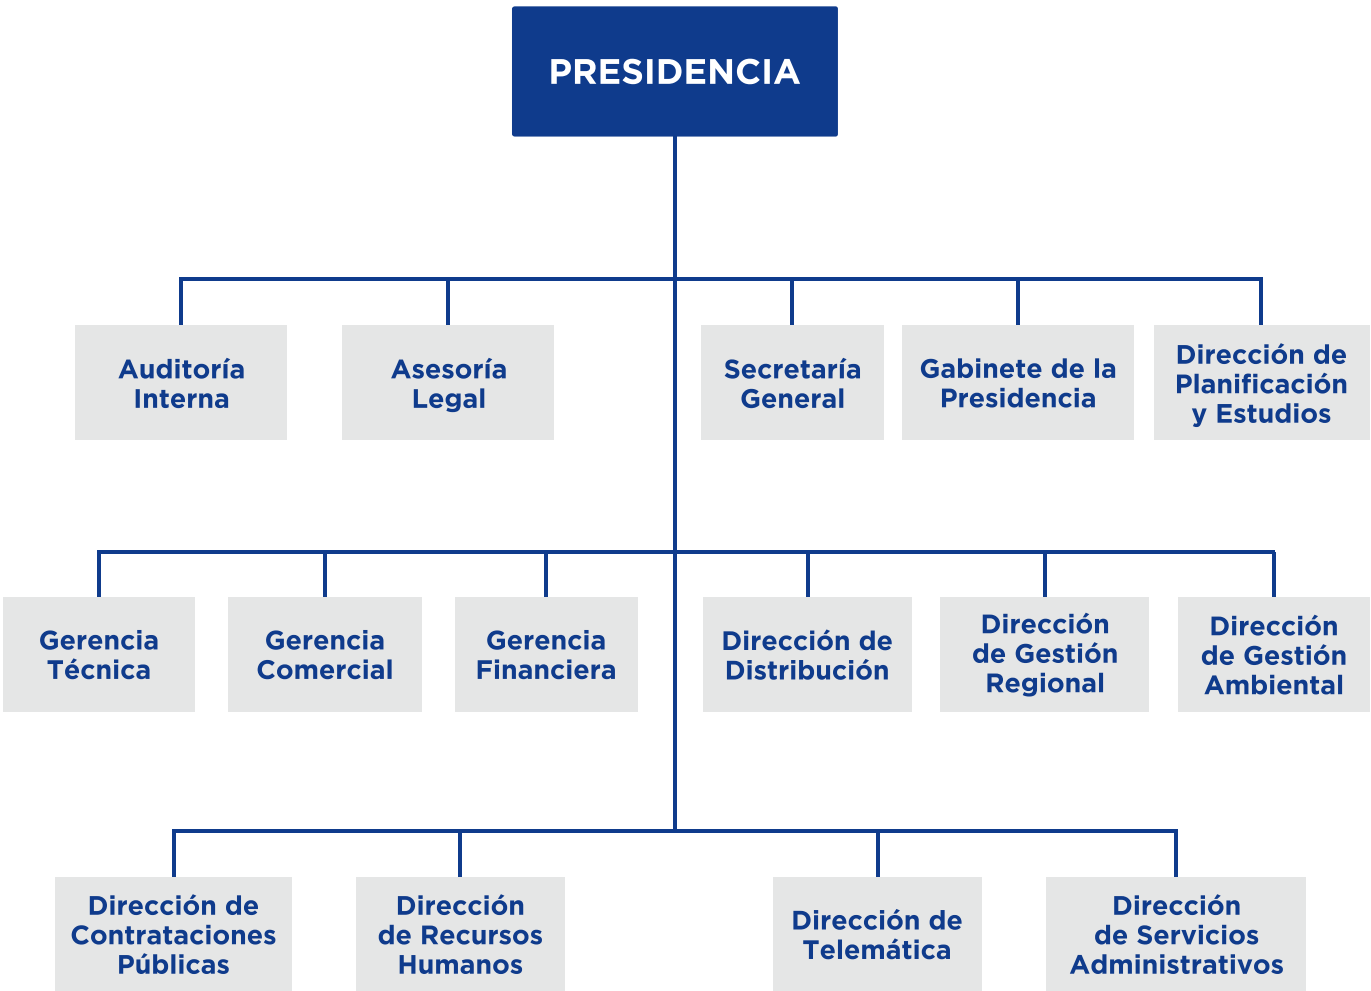 PRESIDENCIA
Auditoría
Interna
Asesoría
Legal
Secretaría
General
Gabinete de la
Presidencia
Dirección de
Planificación
y Estudios
Gerencia
Técnica
Gerencia
Comercial
Gerencia
Financiera
Dirección de
Distribución
Dirección
de Gestión
Regional
Dirección
de Gestión
Ambiental
Dirección de
Contrataciones
Públicas
Dirección
de Recursos
Humanos
Dirección de
Telemática
Dirección
de Servicios
Administrativos